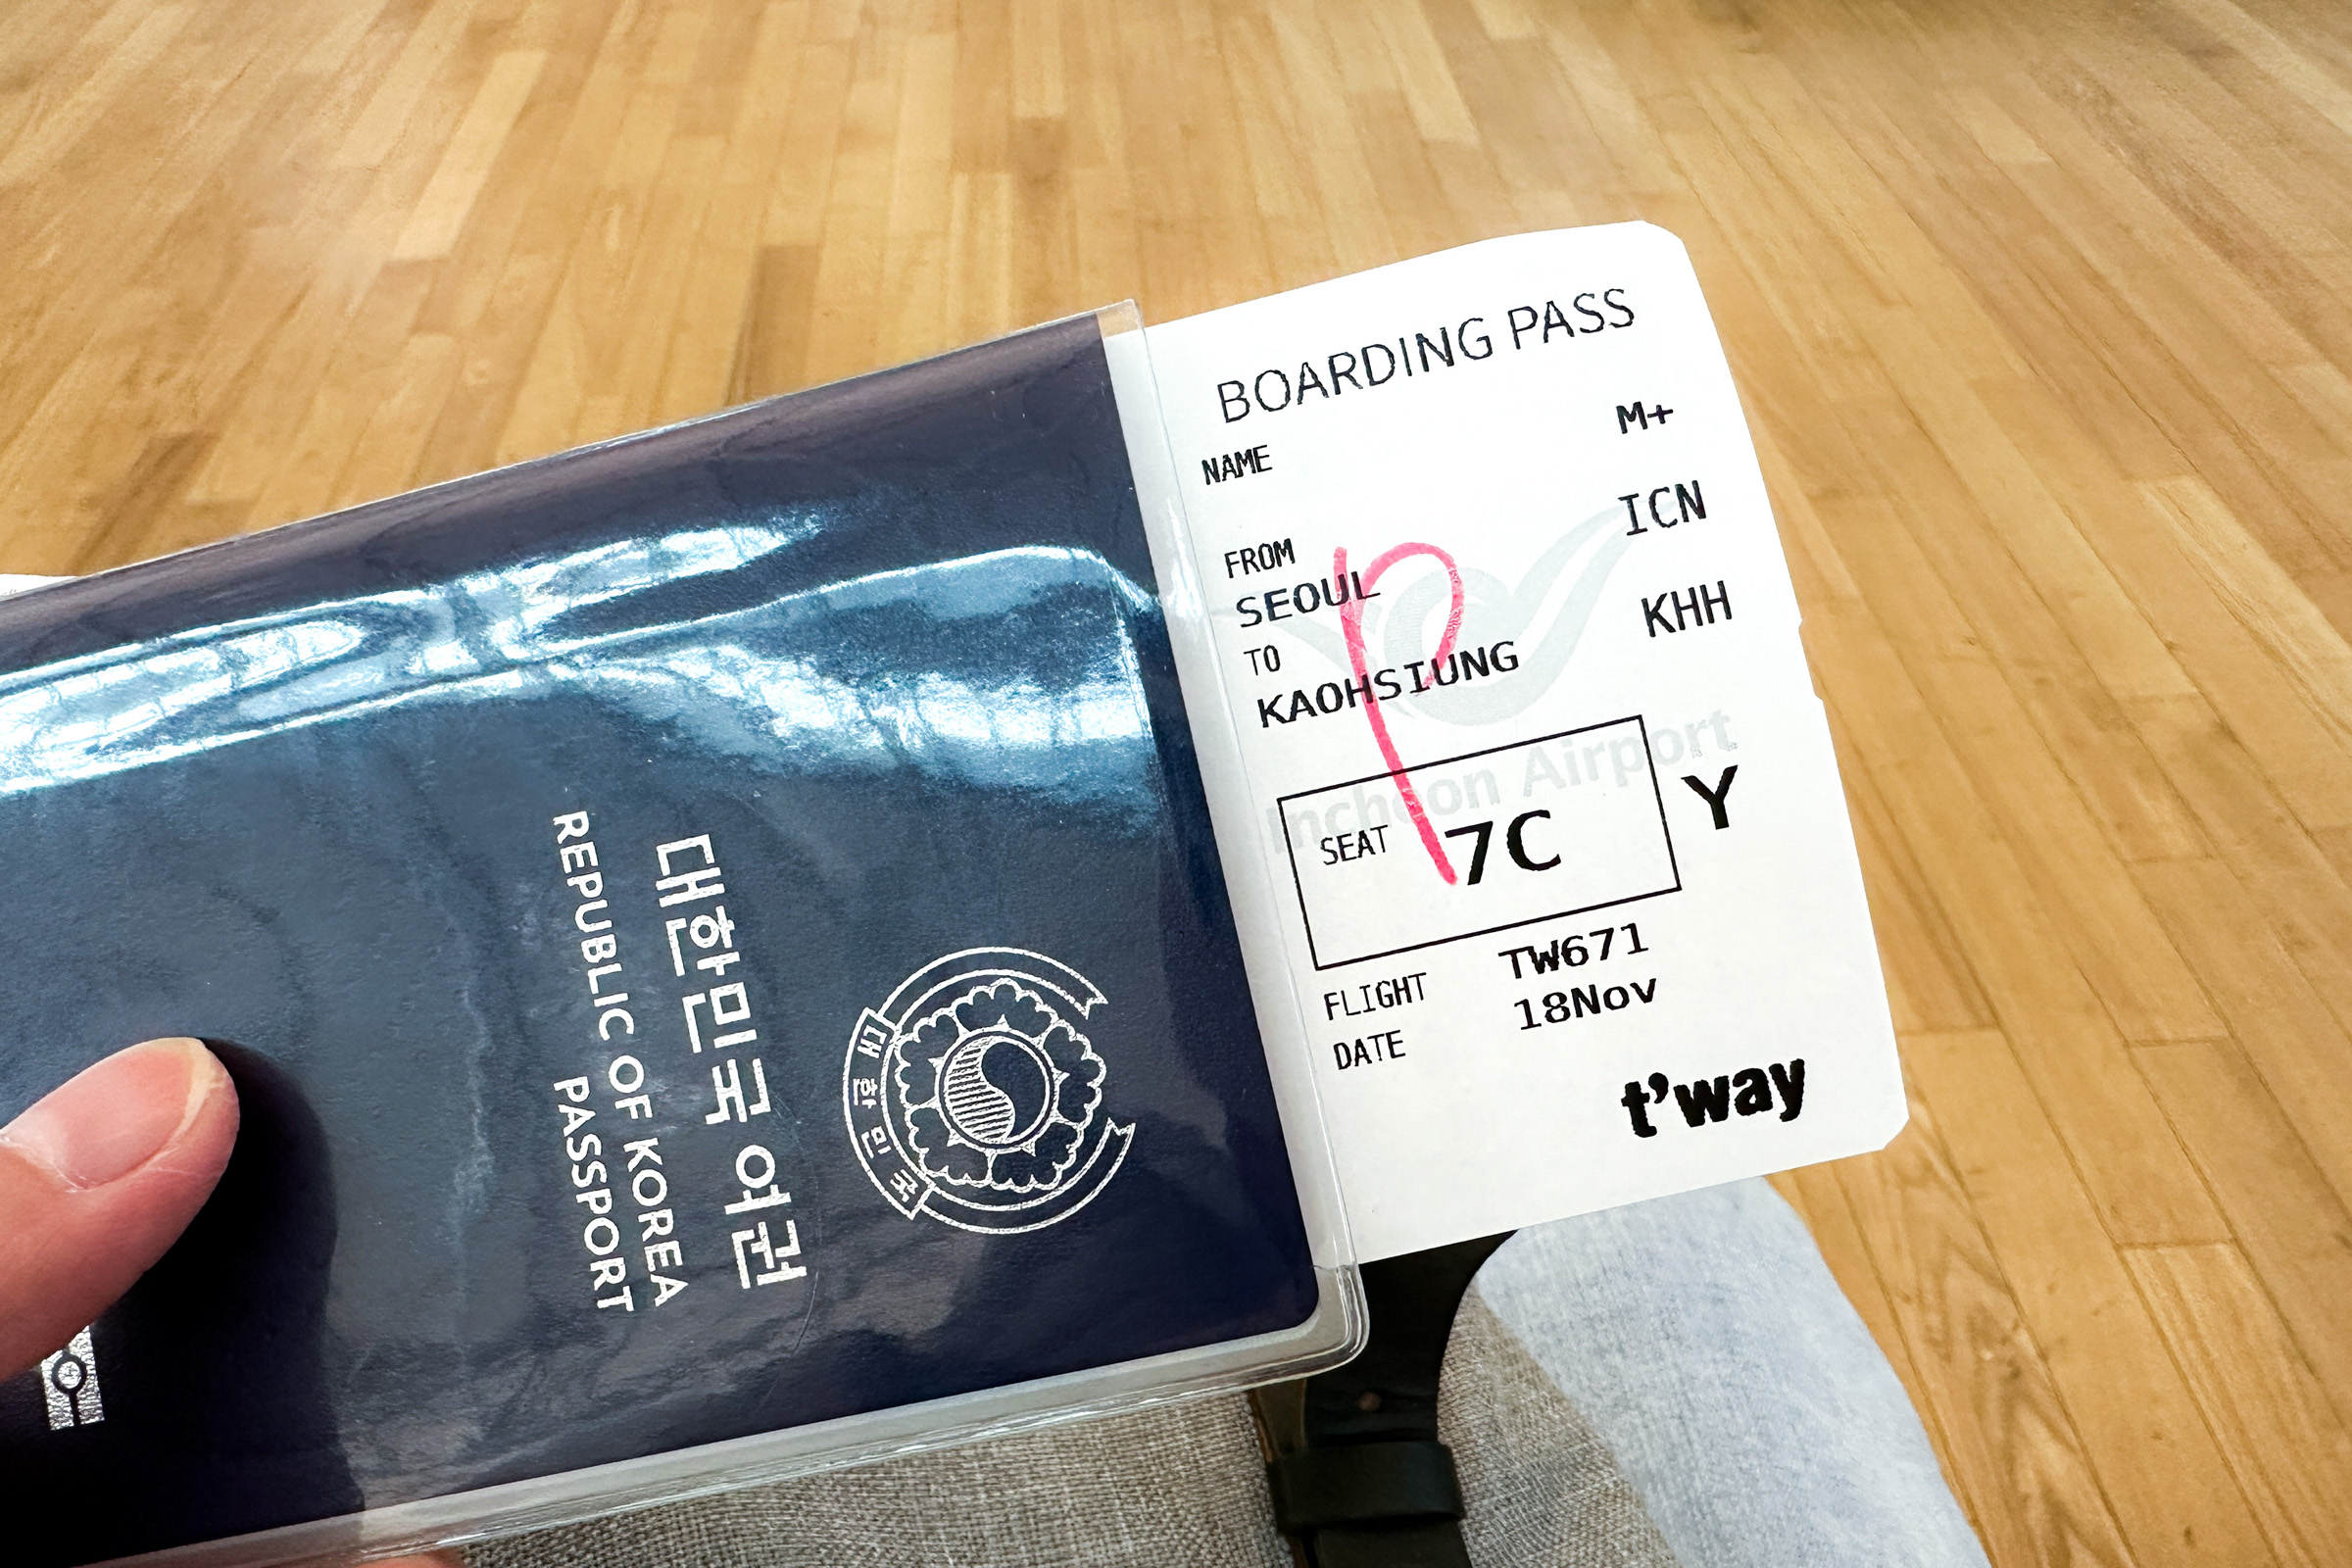 대한민국 여권
REPUBLIC OF KOREA
PASSPORT
대한민국
BOARDING PASS
NAME M+
FROM ICN
SEOUL
TO KHH
KAOHSIUNG
Incheon Airport
SEAT 7C Y
FLIGHT TW671
DATE 18Nov
t'way